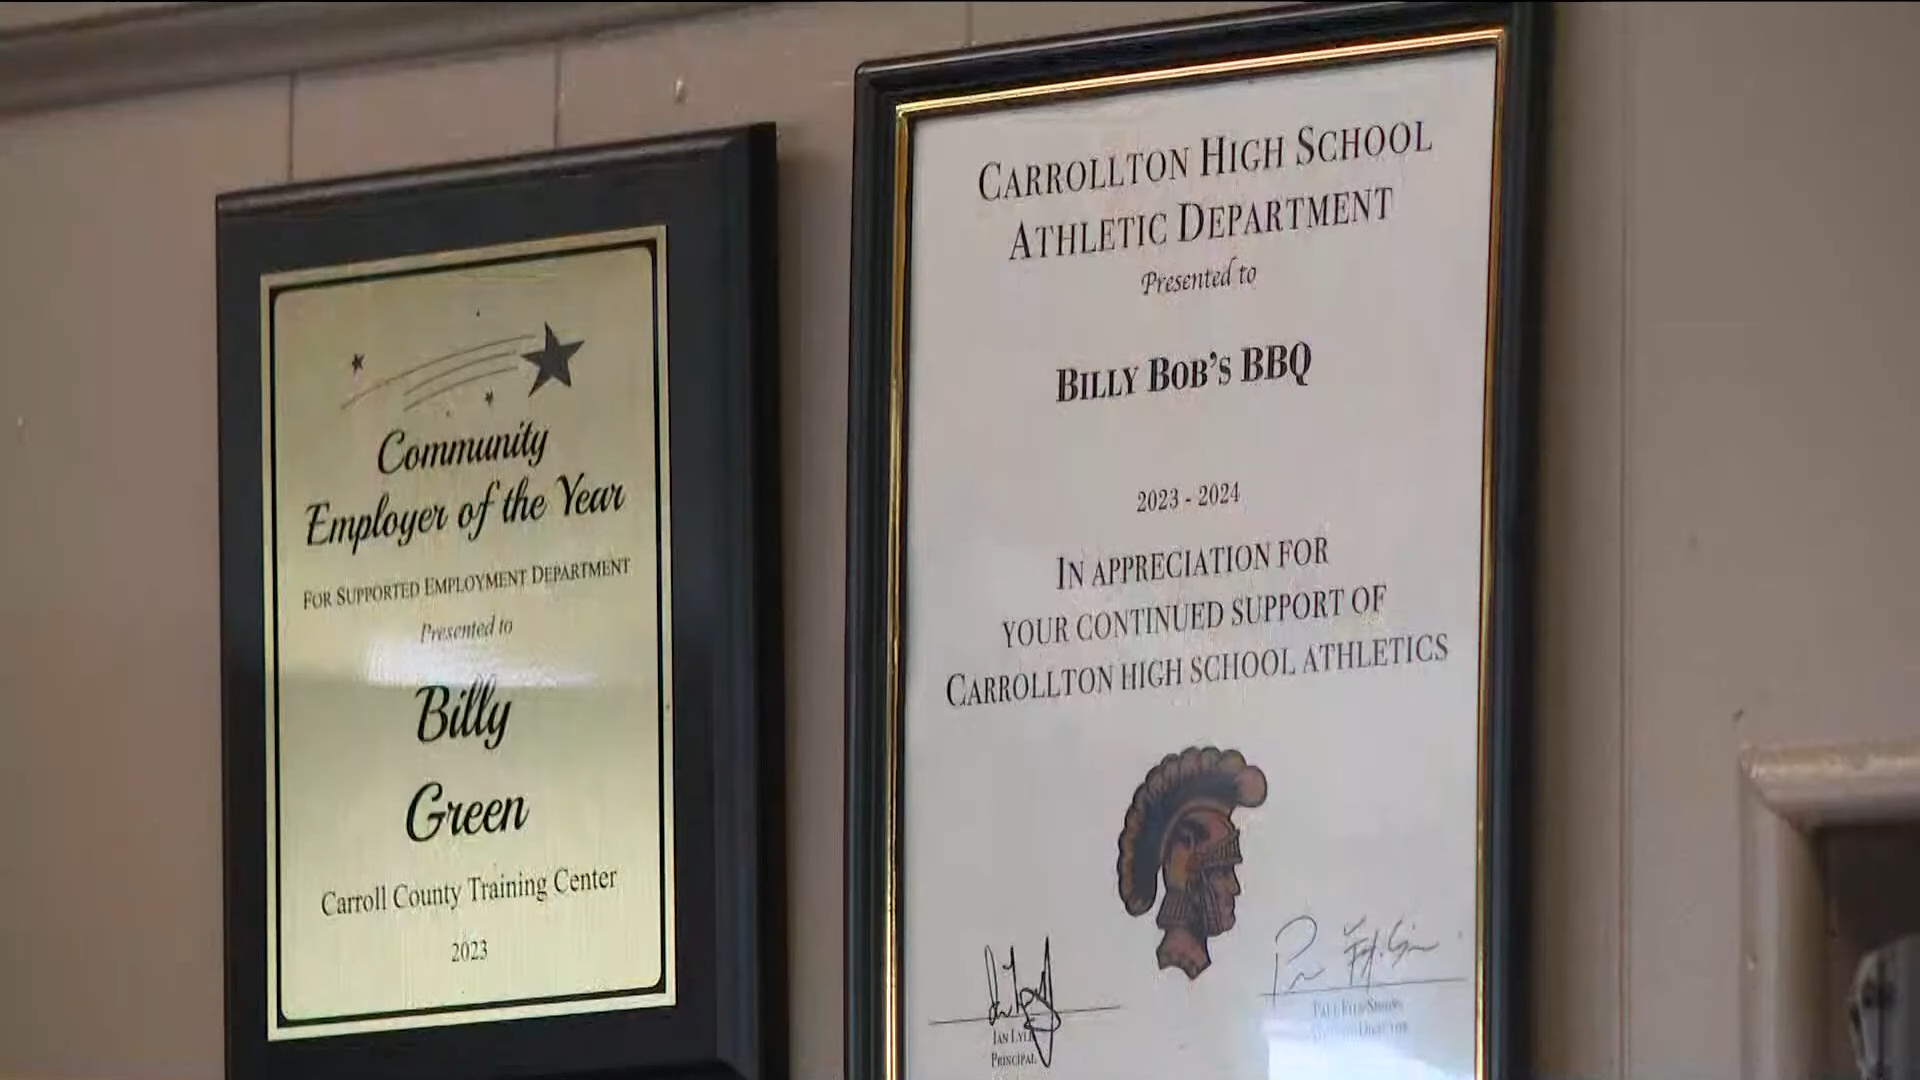 Community
Employer of the Year
FOR SUPPORTED EMPLOYMENT DEPARTMENT
Presented to
Billy
Green
Carroll County Training Center
2023
CARROLLTON HIGH SCHOOL
ATHLETIC DEPARTMENT
Presented to
BILLY BOB'S BBQ
2023 - 2024
IN APPRECIATION FOR
YOUR CONTINUED SUPPORT OF
CARROLLTON HIGH SCHOOL ATHLETICS
IAN
PRINCIPAL